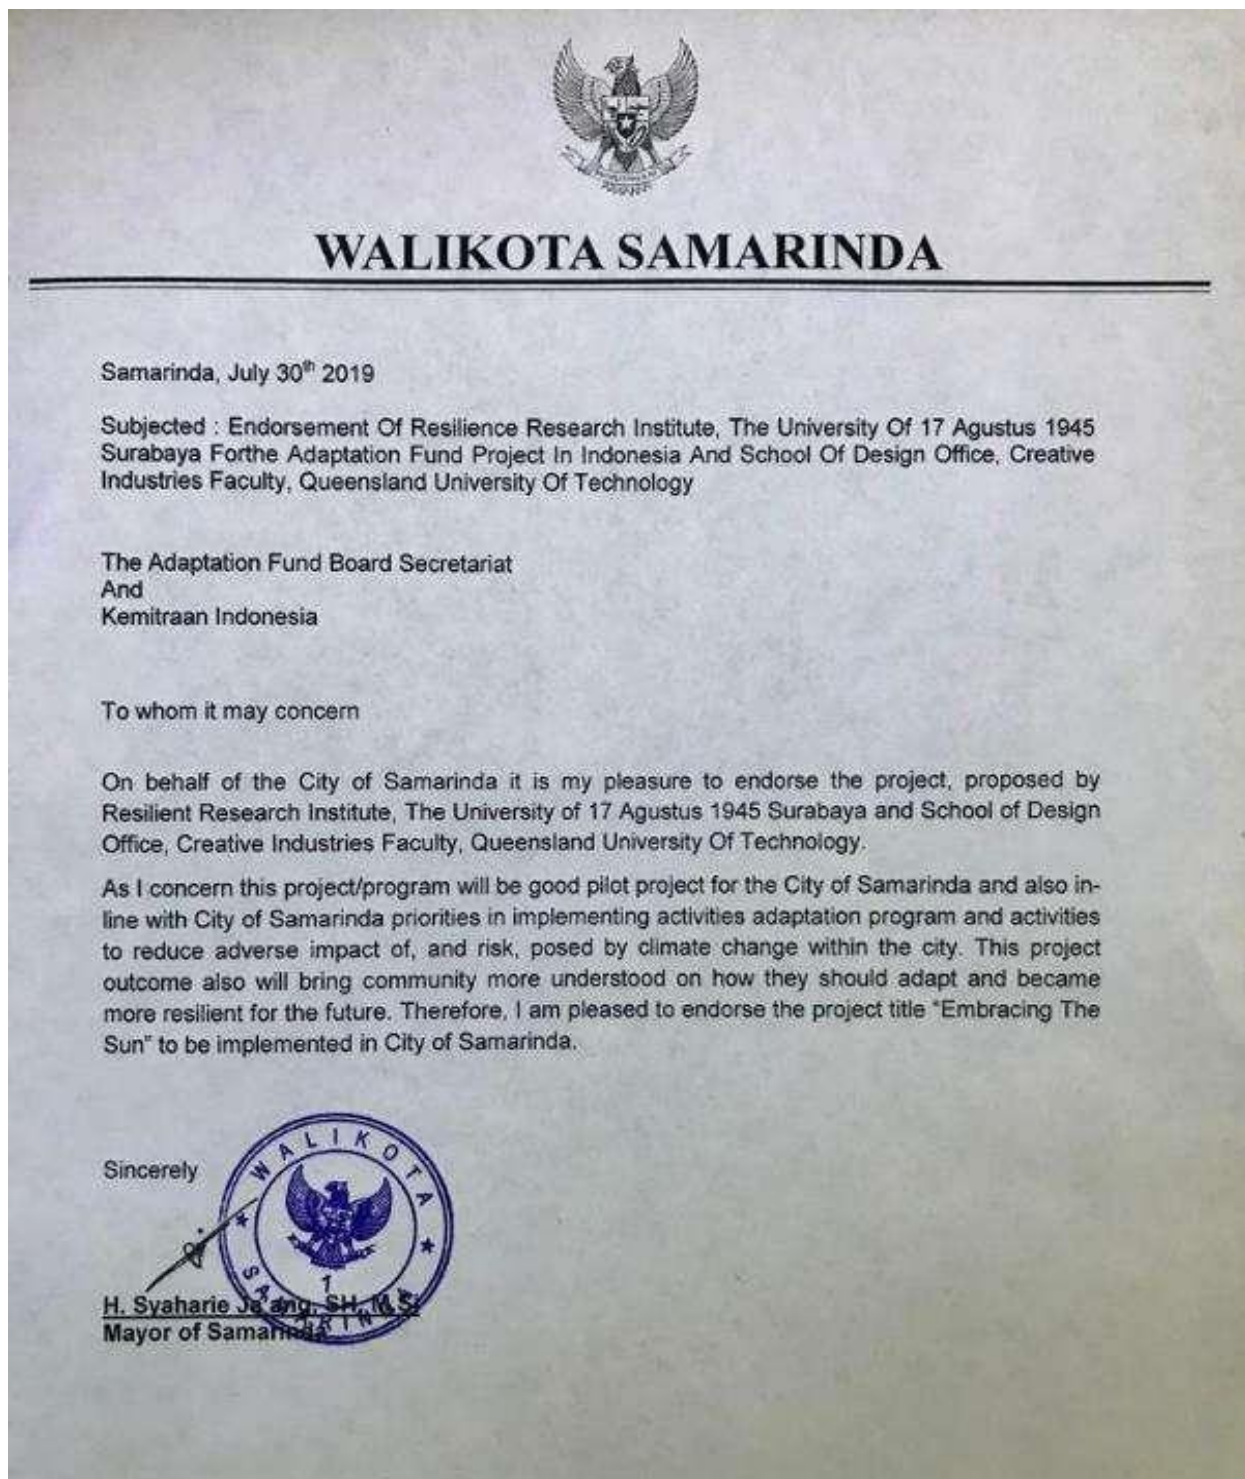 WALIKOTA SAMARINDA
Samarinda, July 30th 2019
Subjected : Endorsement Of Resilience Research Institute, The University Of 17 Agustus 1945
Surabaya Forthe Adaptation Fund Project In Indonesia And School Of Design Office, Creative
Industries Faculty, Queensland University Of Technology
The Adaptation Fund Board Secretariat
And
Kemitraan Indonesia
To whom it may concern
On behalf of the City of Samarinda it is my pleasure to endorse the project, proposed by
Resilient Research Institute, The University of 17 Agustus 1945 Surabaya and School of Design
Office, Creative Industries Faculty, Queensland University Of Technology.
As I concern this project/program will be good pilot project for the City of Samarinda and also in-
line with City of Samarinda priorities in implementing activities adaptation program and activities
to reduce adverse impact of, and risk, posed by climate change within the city. This project
outcome also will bring community more understood on how they should adapt and became
more resilient for the future. Therefore, I am pleased to endorse the project title "Embracing The
Sun" to be implemented in City of Samarinda.
Sincerely
WALIKOTA
1
SAMARINDA
H. Syaharie Ja'ang, SH, M.Si
Mayor of Samarinda